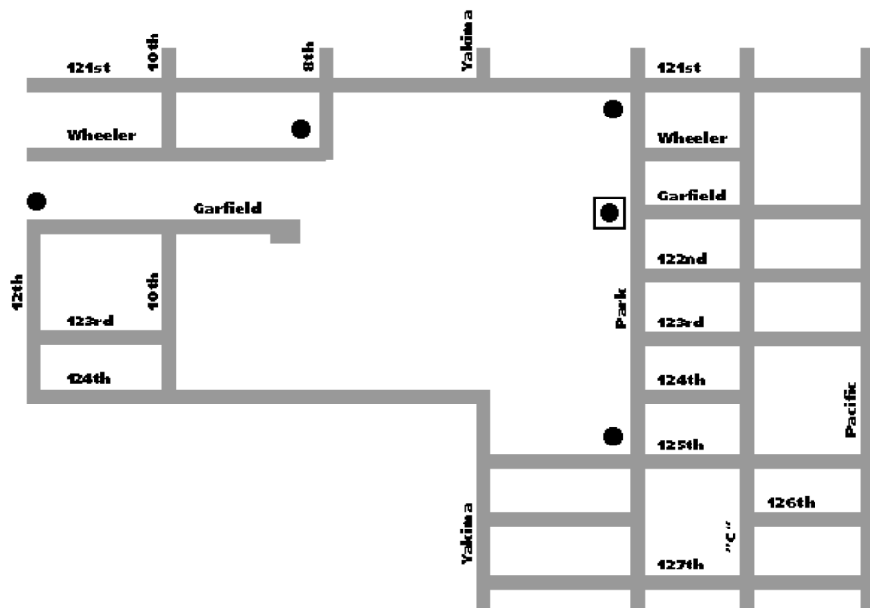 10th
8th
Yakima
121st
121st
Wheeler
Wheeler
Garfield
Garfield
122nd
12th
10th
Park
123rd
123rd
124th
124th
Pacific
125th
126th
Yakima
"C"
127th